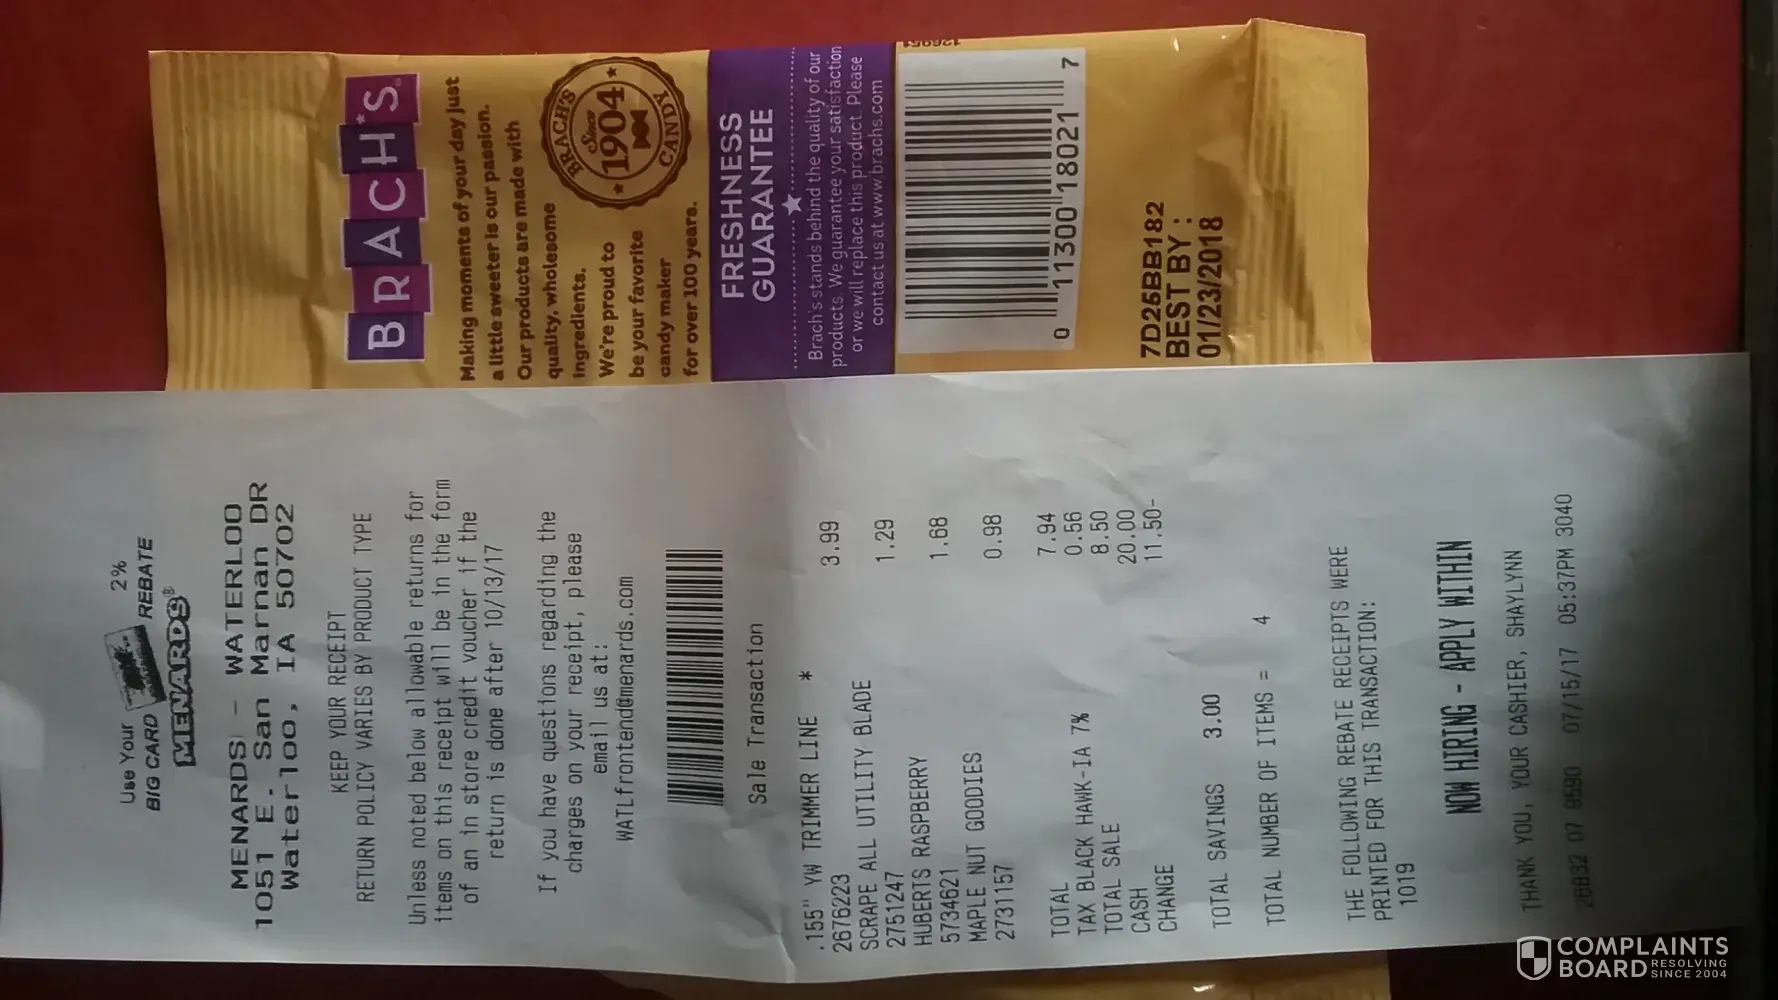 BRACH'S
Making moments of your day just
a little sweeter is our passion.
Our products are made with
quality, wholesome
ingredients.
We're proud to
be your favorite
candy maker
for over 100 years.
BRACH'S
Since
1904
CANDY
FRESHNESS
GUARANTEE
Brach's stands behind the quality of our
products. We guarantee your satisfaction
or we will replace this product. Please
contact us at www.brachs.com
126951
0 11300 18021 7
7D25BB182
BEST BY :
01/23/2018
Use Your 2%
BIG CARD REBATE
MENARDS®
MENARDS - WATERLOO
1051 E. San Marnan DR
Waterloo, IA 50702
KEEP YOUR RECEIPT
RETURN POLICY VARIES BY PRODUCT TYPE
Unless noted below allowable returns for
items on this receipt will be in the form
of an in store credit voucher if the
return is done after 10/13/17
If you have questions regarding the
charges on your receipt, please
email us at:
WATLfrontend@menards.com
Sale Transaction
.155" YW TRIMMER LINE *
2676223 3.99
SCRAPE ALL UTILITY BLADE
2751247 1.29
HUBERTS RASPBERRY
5734621 1.68
MAPLE NUT GOODIES
2731157 0.98
TOTAL 7.94
TAX BLACK HAWK-IA 7% 0.56
TOTAL SALE 8.50
CASH 20.00
CHANGE 11.50-
TOTAL SAVINGS 3.00
TOTAL NUMBER OF ITEMS = 4
THE FOLLOWING REBATE RECEIPTS WERE
PRINTED FOR THIS TRANSACTION:
1019
NOW HIRING - APPLY WITHIN
THANK YOU, YOUR CASHIER, SHAYLYNN
26832 07 9590 07/15/17 05:37PM 3040
COMPLAINTS
BOARD RESOLVING
SINCE 2004